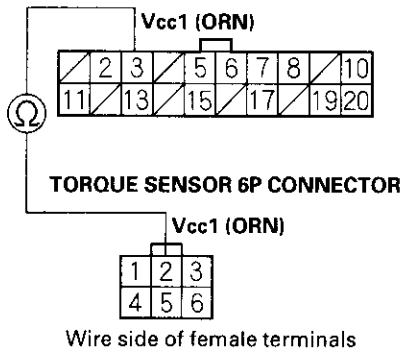 Vcc1 (ORN)
2 3 5 6 7 8 10
11 13 15 17 19 20
Ω
TORQUE SENSOR 6P CONNECTOR
Vcc1 (ORN)
1 2 3
4 5 6
Wire side of female terminals